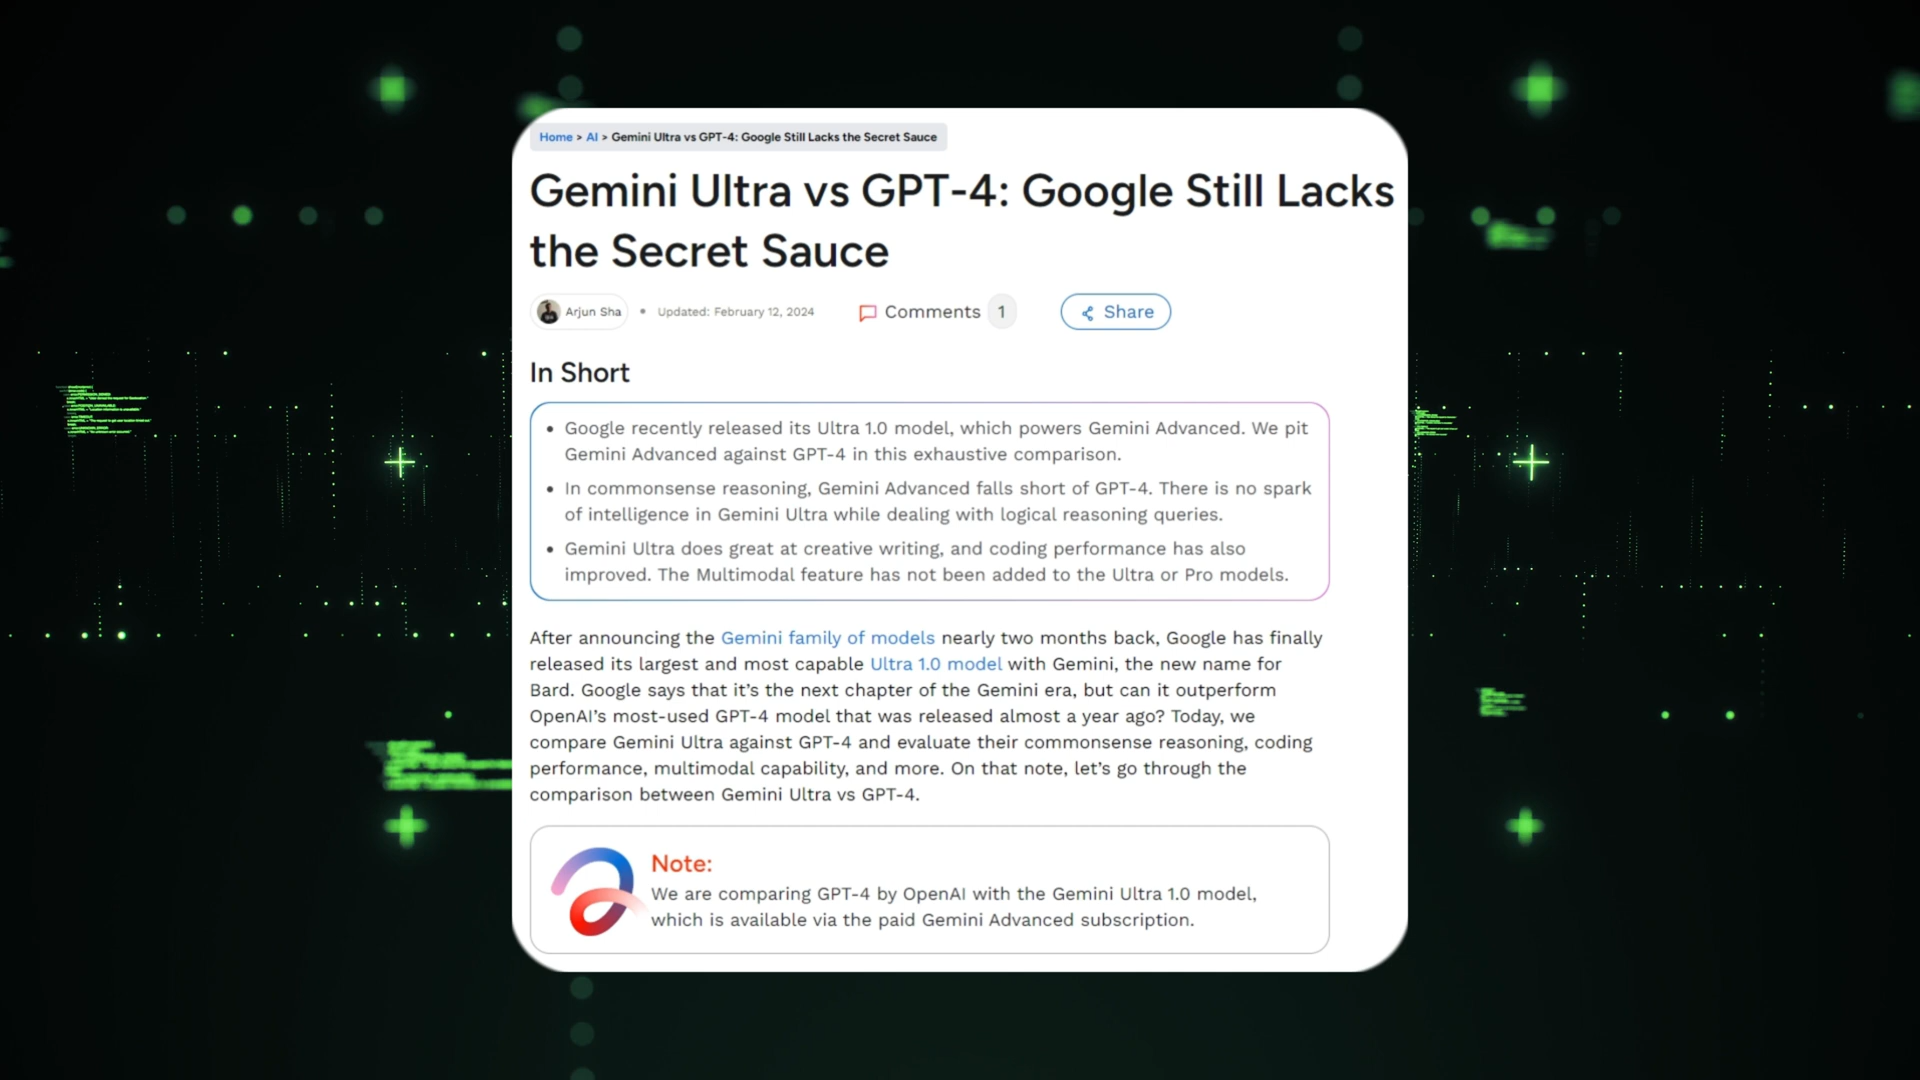 Home > AI > Gemini Ultra vs GPT-4: Google Still Lacks the Secret Sauce
Gemini Ultra vs GPT-4: Google Still Lacks
the Secret Sauce
Arjun Sha • Updated: February 12, 2024 Comments 1 Share
In Short
• Google recently released its Ultra 1.0 model, which powers Gemini Advanced. We pit
Gemini Advanced against GPT-4 in this exhaustive comparison.
• In commonsense reasoning, Gemini Advanced falls short of GPT-4. There is no spark
of intelligence in Gemini Ultra while dealing with logical reasoning queries.
• Gemini Ultra does great at creative writing, and coding performance has also
improved. The Multimodal feature has not been added to the Ultra or Pro models.
After announcing the Gemini family of models nearly two months back, Google has finally
released its largest and most capable Ultra 1.0 model with Gemini, the new name for
Bard. Google says that it’s the next chapter of the Gemini era, but can it outperform
OpenAI’s most-used GPT-4 model that was released almost a year ago? Today, we
compare Gemini Ultra against GPT-4 and evaluate their commonsense reasoning, coding
performance, multimodal capability, and more. On that note, let’s go through the
comparison between Gemini Ultra vs GPT-4.
Note:
We are comparing GPT-4 by OpenAI with the Gemini Ultra 1.0 model,
which is available via the paid Gemini Advanced subscription.